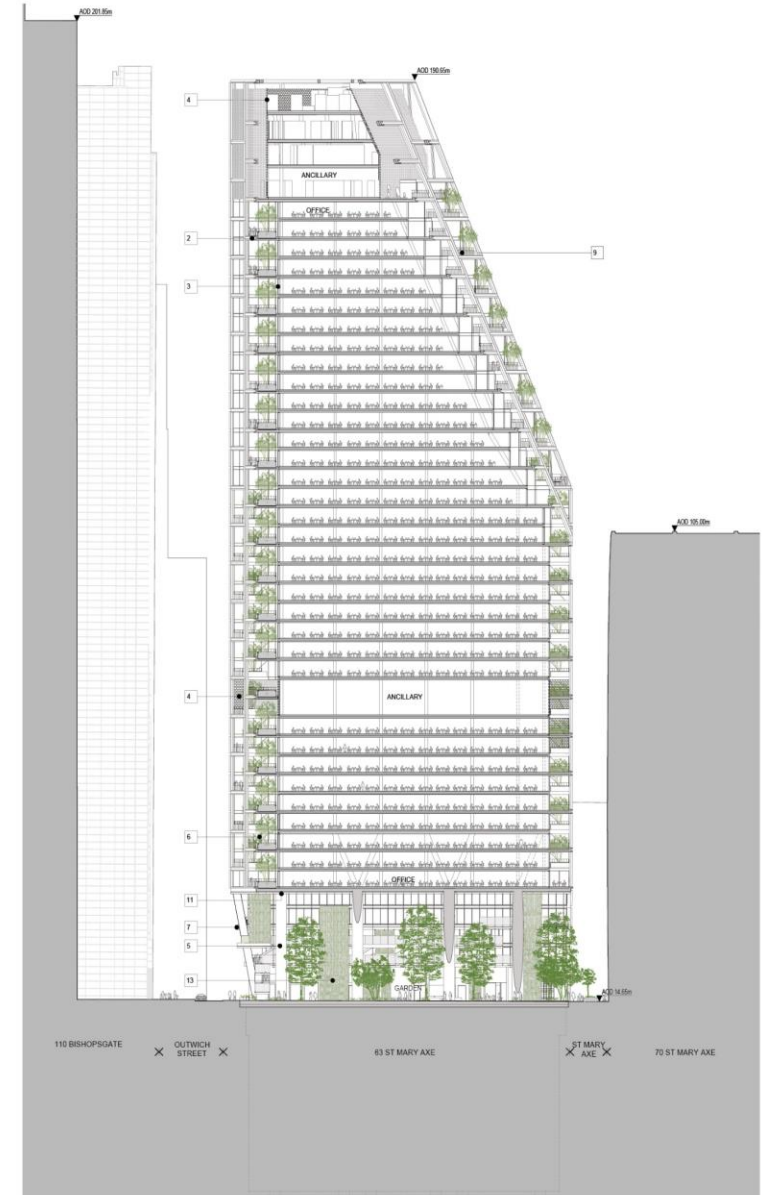 AOD 201.85m
AOD 190.65m
4
ANCILLARY
OFFICE
2
9
3
AOD 105.00m
4
ANCILLARY
6
OFFICE
11
7
5
13
GARDEN
AOD 14.65m
110 BISHOPSGATE
OUTWICH
STREET
63 ST MARY AXE
ST MARY
AXE
70 ST MARY AXE